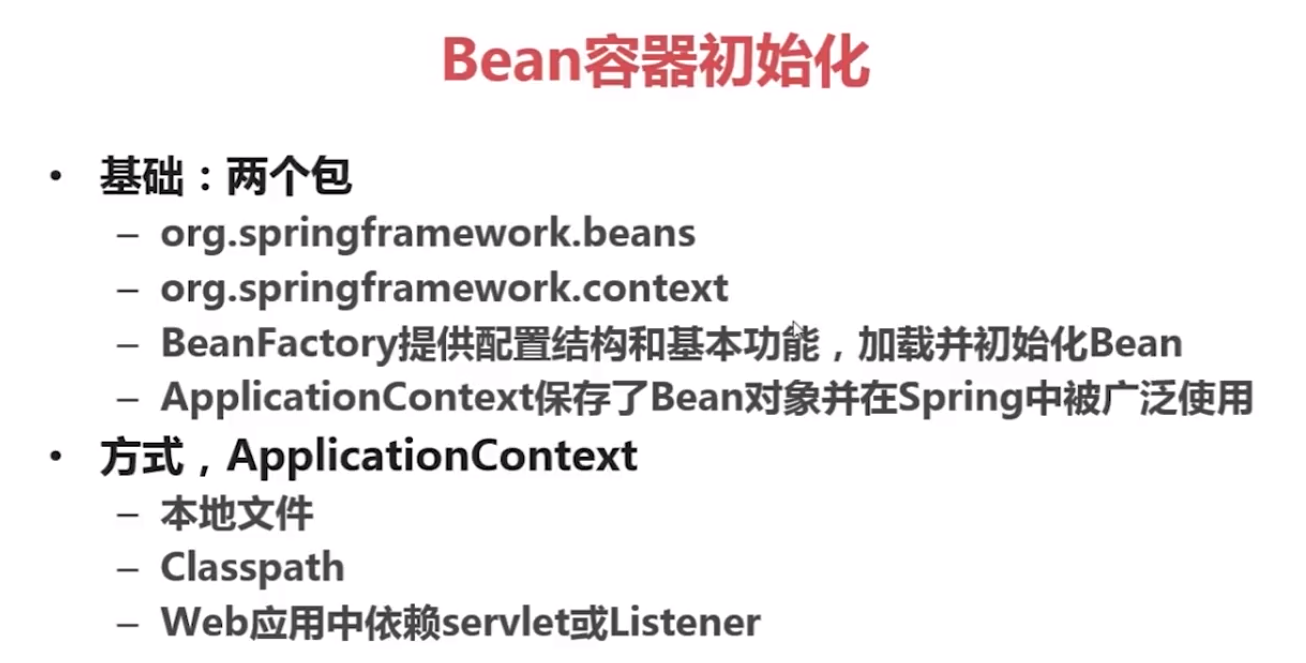 Bean容器初始化
• 基础：两个包
– org.springframework.beans
– org.springframework.context
– BeanFactory提供配置结构和基本功能，加载并初始化Bean
– ApplicationContext保存了Bean对象并在Spring中被广泛使用
• 方式，ApplicationContext
– 本地文件
– Classpath
– Web应用中依赖servlet或Listener